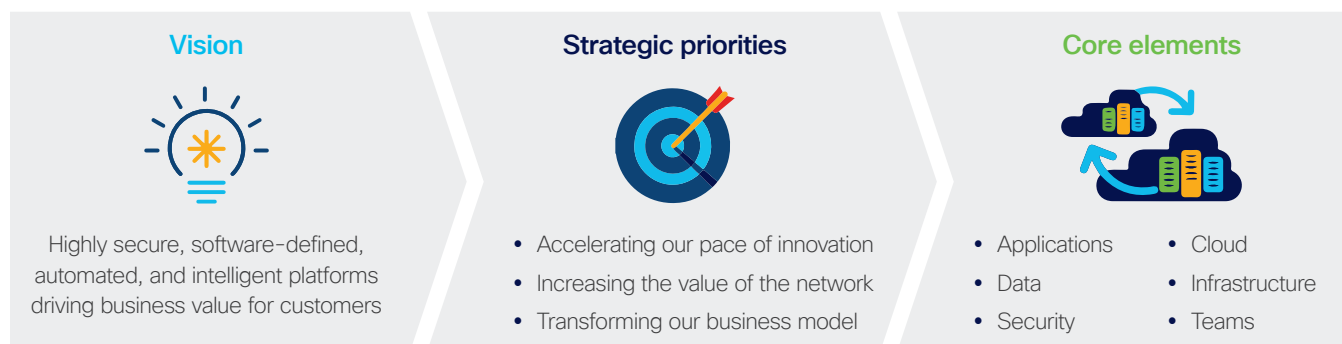 Vision
Highly secure, software-defined,
automated, and intelligent platforms
driving business value for customers
Strategic priorities
• Accelerating our pace of innovation
• Increasing the value of the network
• Transforming our business model
Core elements
• Applications
• Data
• Security
• Cloud
• Infrastructure
• Teams